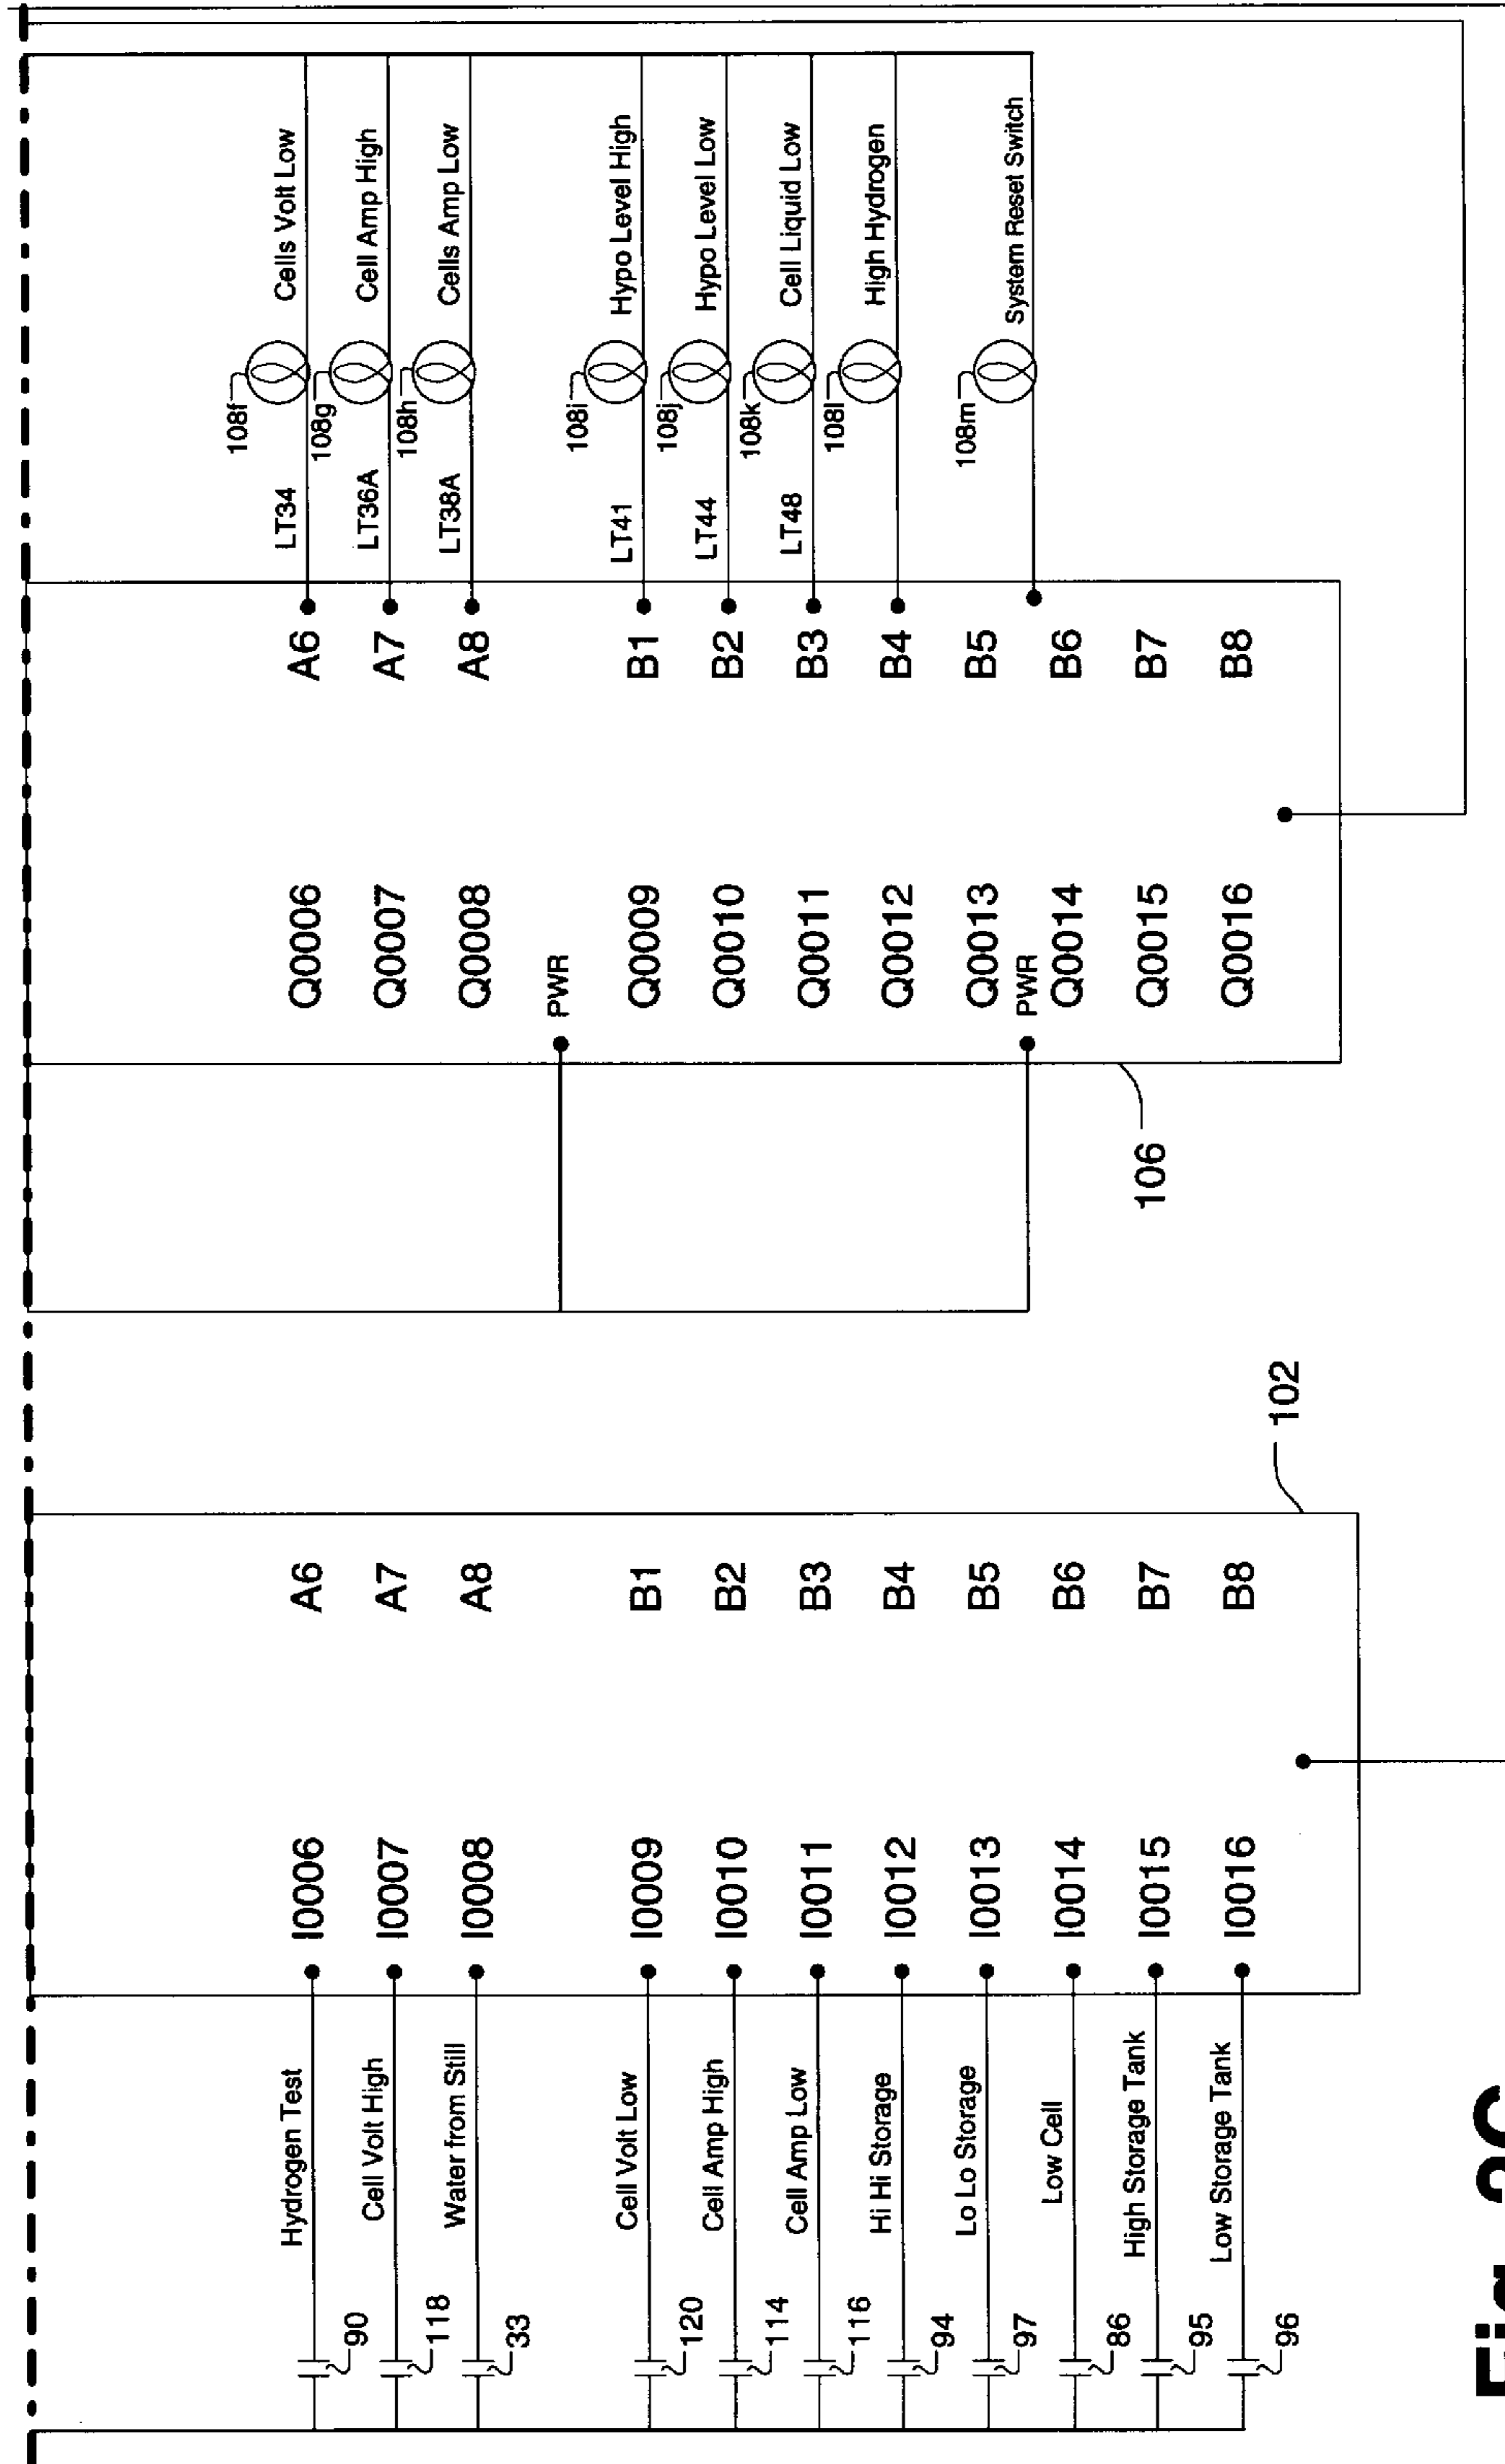 Hydrogen Test
Cell Volt High
Water from Still
Cell Volt Low
Cell Amp High
Cell Amp Low
Hi Hi Storage
Lo Lo Storage
Low Cell
High Storage Tank
Low Storage Tank
90
118
33
120
114
116
94
97
86
95
96
I0006 A6
I0007 A7
I0008 A8
I0009 B1
I0010 B2
I0011 B3
I0012 B4
I0013 B5
I0014 B6
I0015 B7
I0016 B8
102
Q0006 A6
Q0007 A7
Q0008 A8
PWR
Q0009 B1
Q0010 B2
Q0011 B3
Q0012 B4
Q0013 B5
PWR
Q0014 B6
Q0015 B7
Q0016 B8
106
LT34 108f Cells Volt Low
LT36A 108g Cell Amp High
LT38A 108h Cells Amp Low
LT41 108i Hypo Level High
LT44 108j Hypo Level Low
LT48 108k Cell Liquid Low
108l High Hydrogen
108m System Reset Switch